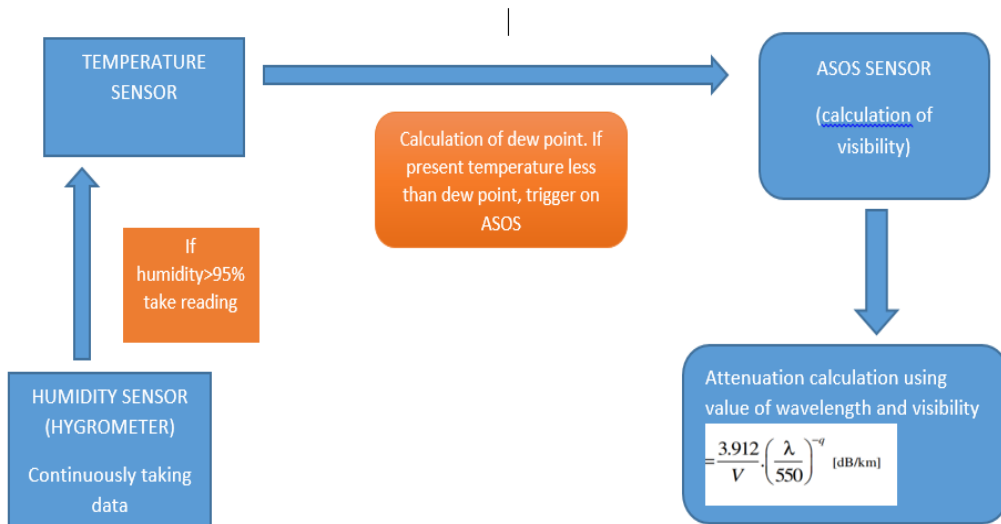 TEMPERATURE
SENSOR
ASOS SENSOR
(calculation of
visibility)
Calculation of dew point. If
present temperature less
than dew point, trigger on
ASOS
If
humidity>95%
take reading
HUMIDITY SENSOR
(HYGROMETER)
Continuously taking
data
Attenuation calculation using
value of wavelength and visibility
=3.912/V.(λ/550)^-q [dB/km]